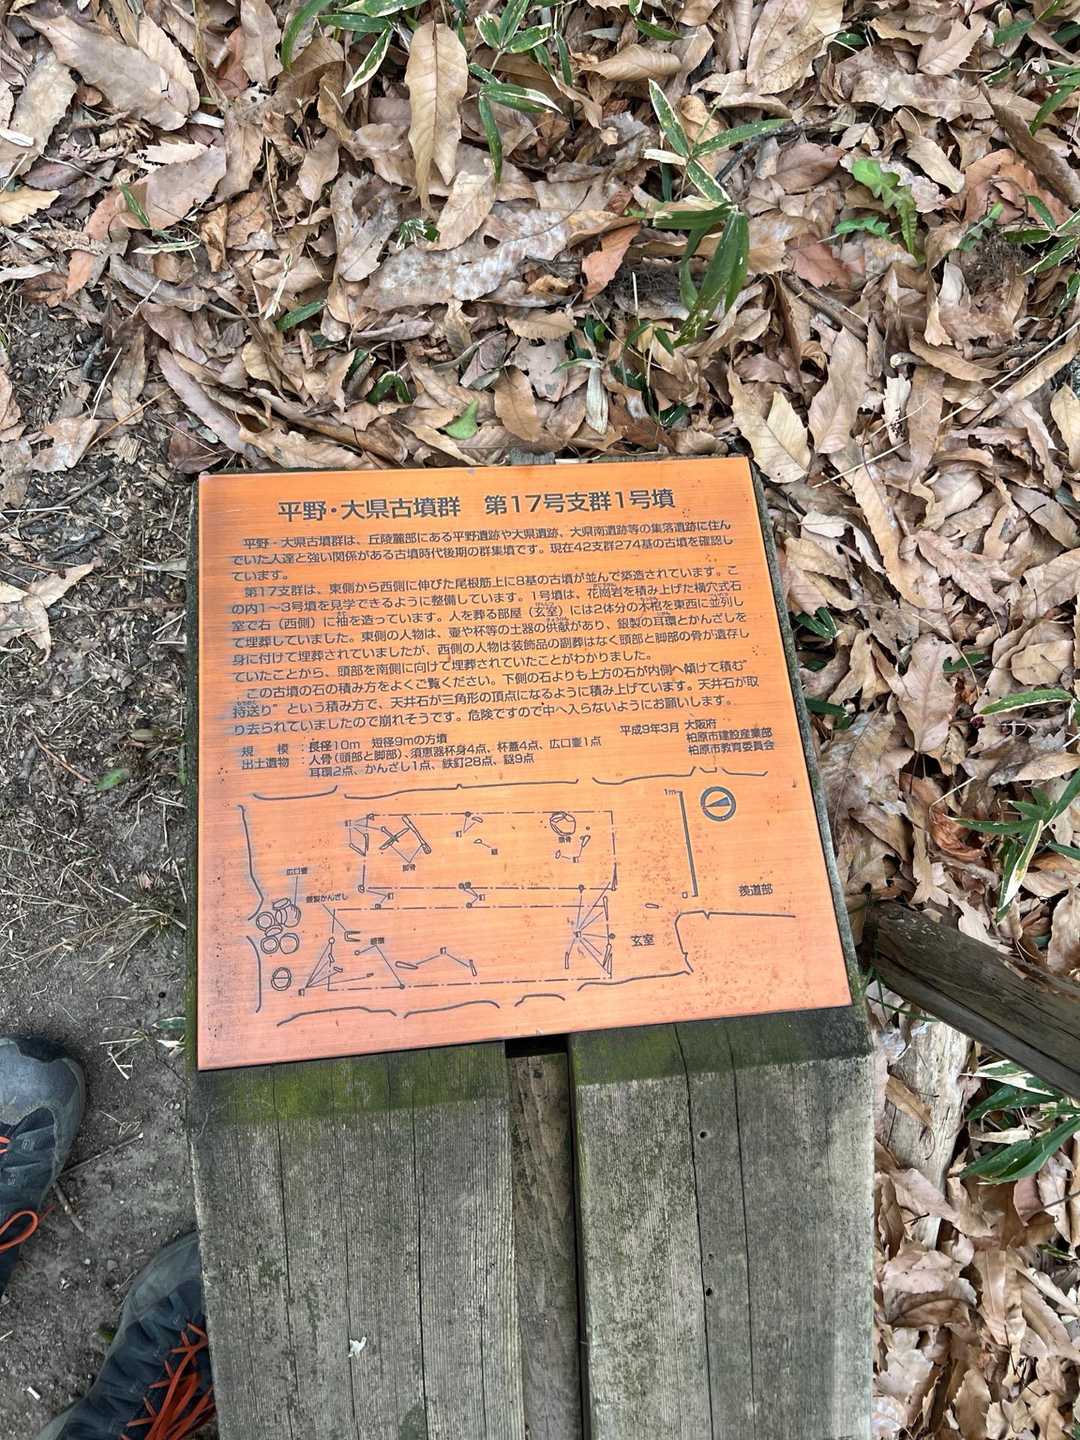 平野・大県古墳群　第17号支群1号墳
平野・大県古墳群は、丘陵麓部にある平野遺跡や大県遺跡、大県南遺跡等の集落遺跡に住ん
でいた人達と強い関係がある古墳時代後期の群集墳です。現在42支群274基の古墳を確認し
ています。
第17支群は、東側から西側に伸びた尾根筋上に8基の古墳が並んで築造されています。こ
の内1～3号墳を見学できるように整備しています。1号墳は、花崗岩を積み上げた横穴式石
室で右（西側）に袖を造っています。人を葬る部屋（玄室）には2体分の木棺を東西に並列し
て埋葬していました。東側の人物は、壷や杯等の土器の供献があり、銀製の耳環とかんざしを
身に付けて埋葬されていましたが、西側の人物は装飾品の副葬はなく頭部と脚部の骨が遺存し
ていたことから、頭部を南側に向けて埋葬されていたことがわかりました。
この古墳の石の積み方をよくご覧ください。下側の石よりも上方の石が内側へ傾けて積む"
持送り"という積み方で、天井石が三角形の頂点になるように積み上げています。天井石が取
り去られていましたので崩れそうです。危険ですので中へ入らないようにお願いします。
平成9年3月 大阪府
柏原市建設産業部
柏原市教育委員会
規　模　：長径10m　短径9mの方墳
出土遺物　：人骨（頭部と脚部）、須恵器杯身4点、杯蓋4点、広口壷1点
耳環2点、かんざし1点、鉄釘28点、鎹9点
1m
0
頭骨
脚骨
広口壷
銀製かんざし
羨道部
玄室